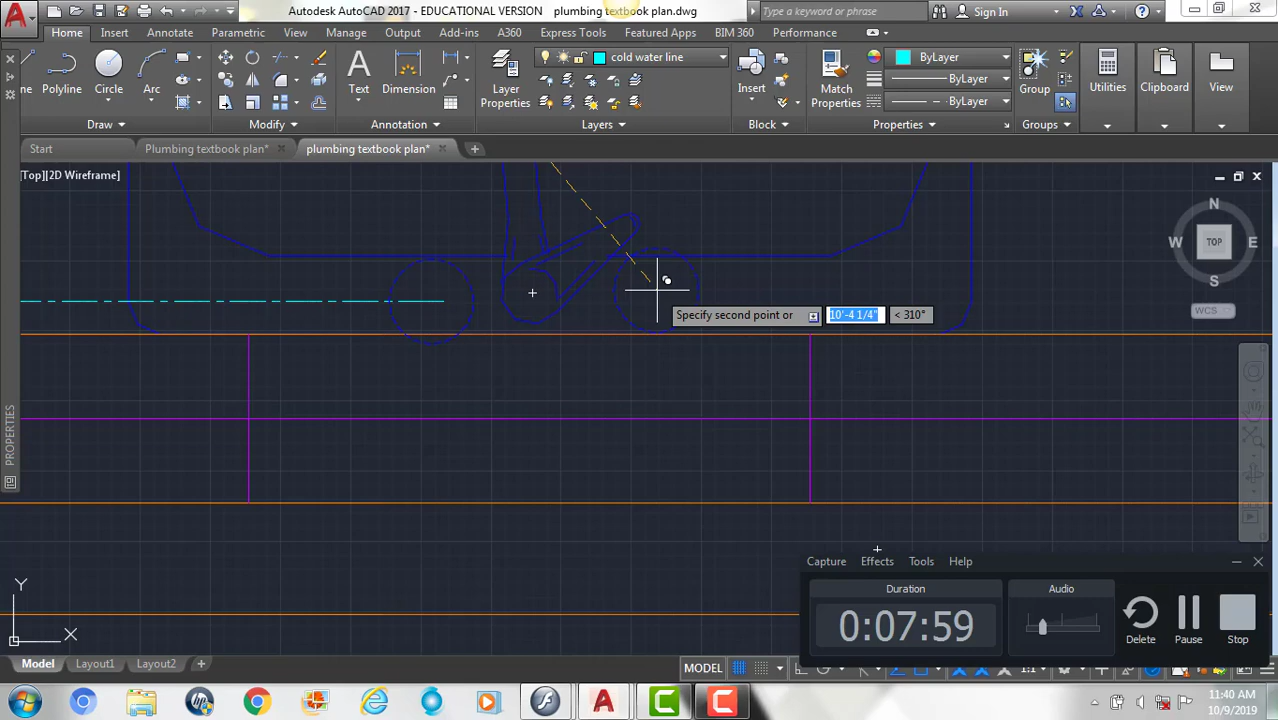 Autodesk AutoCAD 2017 - EDUCATIONAL VERSION plumbing textbook plan.dwg
Type a keyword or phrase
Sign In
Home Insert Annotate Parametric View Manage Output Add-ins A360 Express Tools Featured Apps BIM 360 Performance
Polyline Circle Arc
Text Dimension
Layer Properties
cold water line
Insert
Match Properties
ByLayer
ByLayer
ByLayer
Group
Utilities Clipboard View
Draw Modify Annotation Layers Block Properties Groups
Start Plumbing textbook plan* plumbing textbook plan*
[Top][2D Wireframe]
N
W TOP E
S
WCS
PROPERTIES
Specify second point or 10'-4 1/4" < 310°
Capture Effects Tools Help
Duration Audio
0:07:59
Delete Pause Stop
Y
X
Model Layout1 Layout2
MODEL
1:1
11:40 AM
10/9/2019